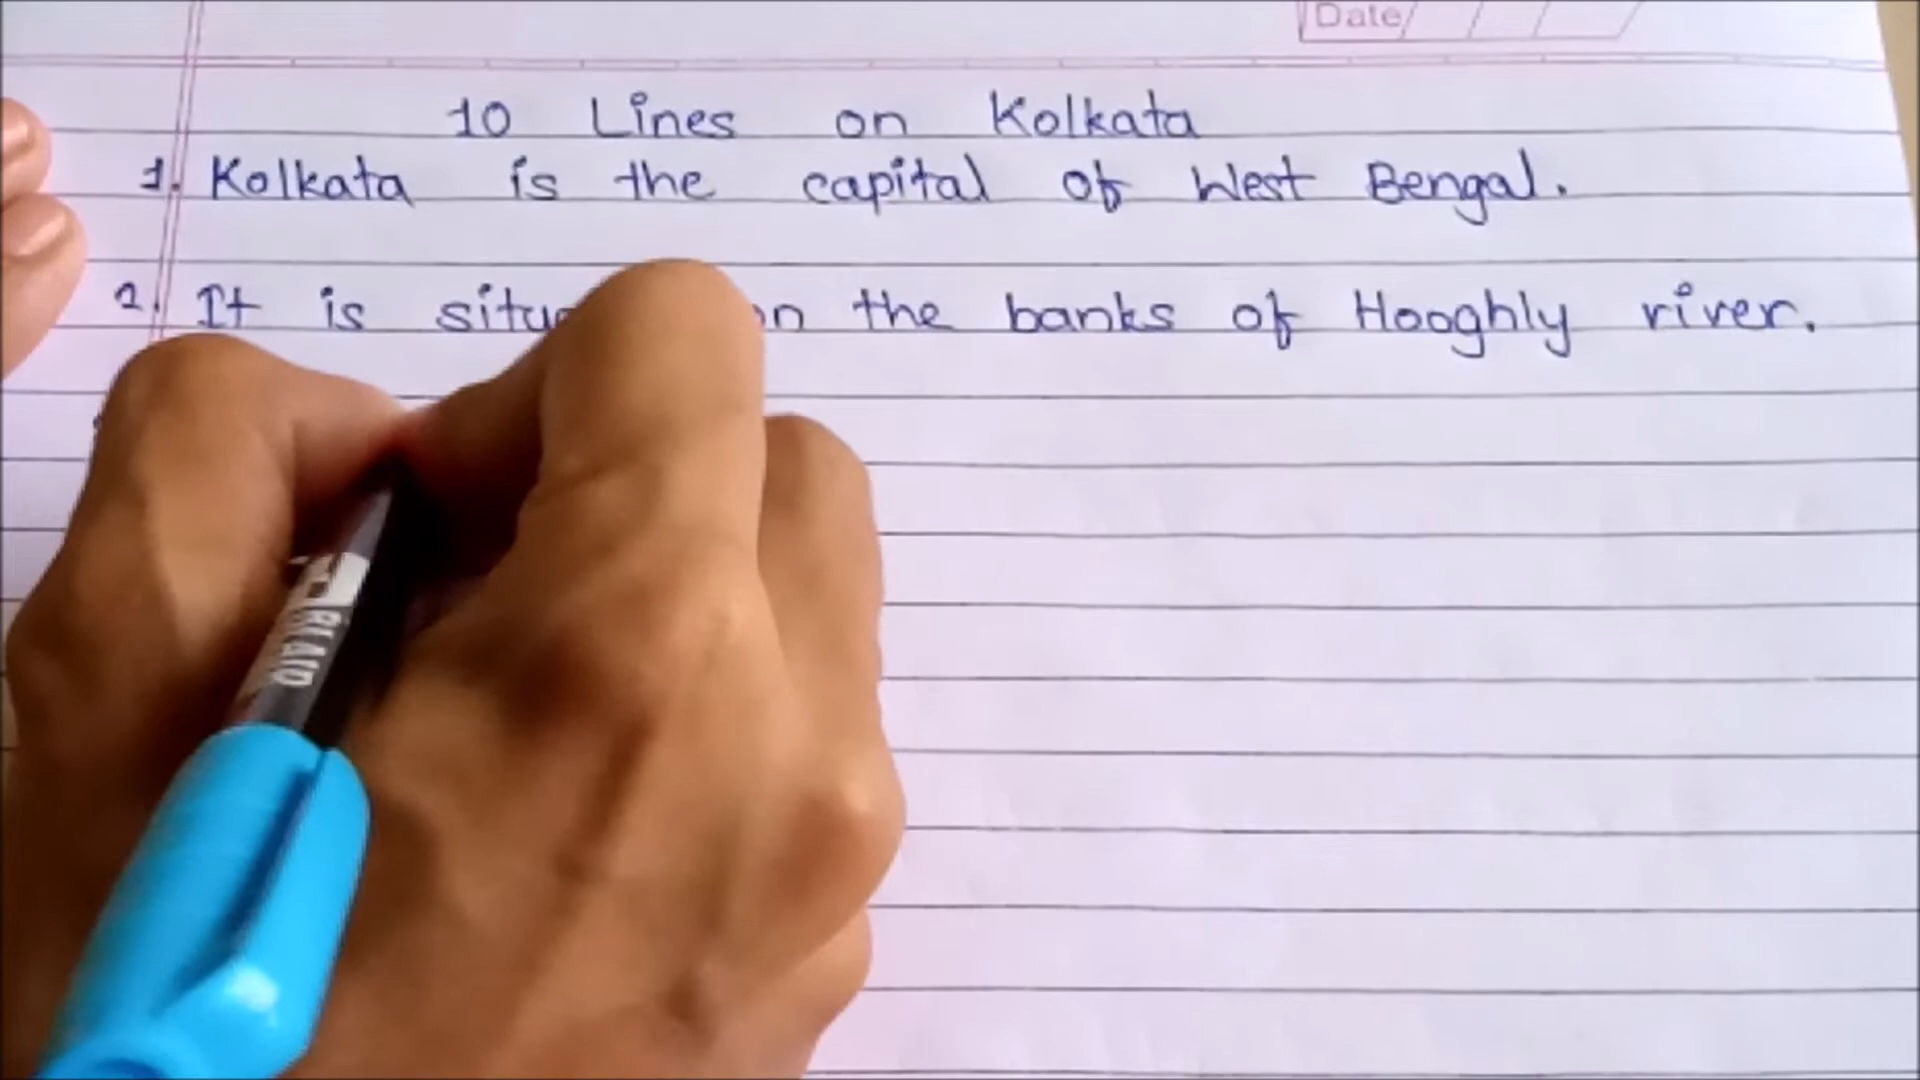 Date
10 Lines on Kolkata
1. Kolkata is the capital of West Bengal.
2. It is on the banks of Hooghly river.